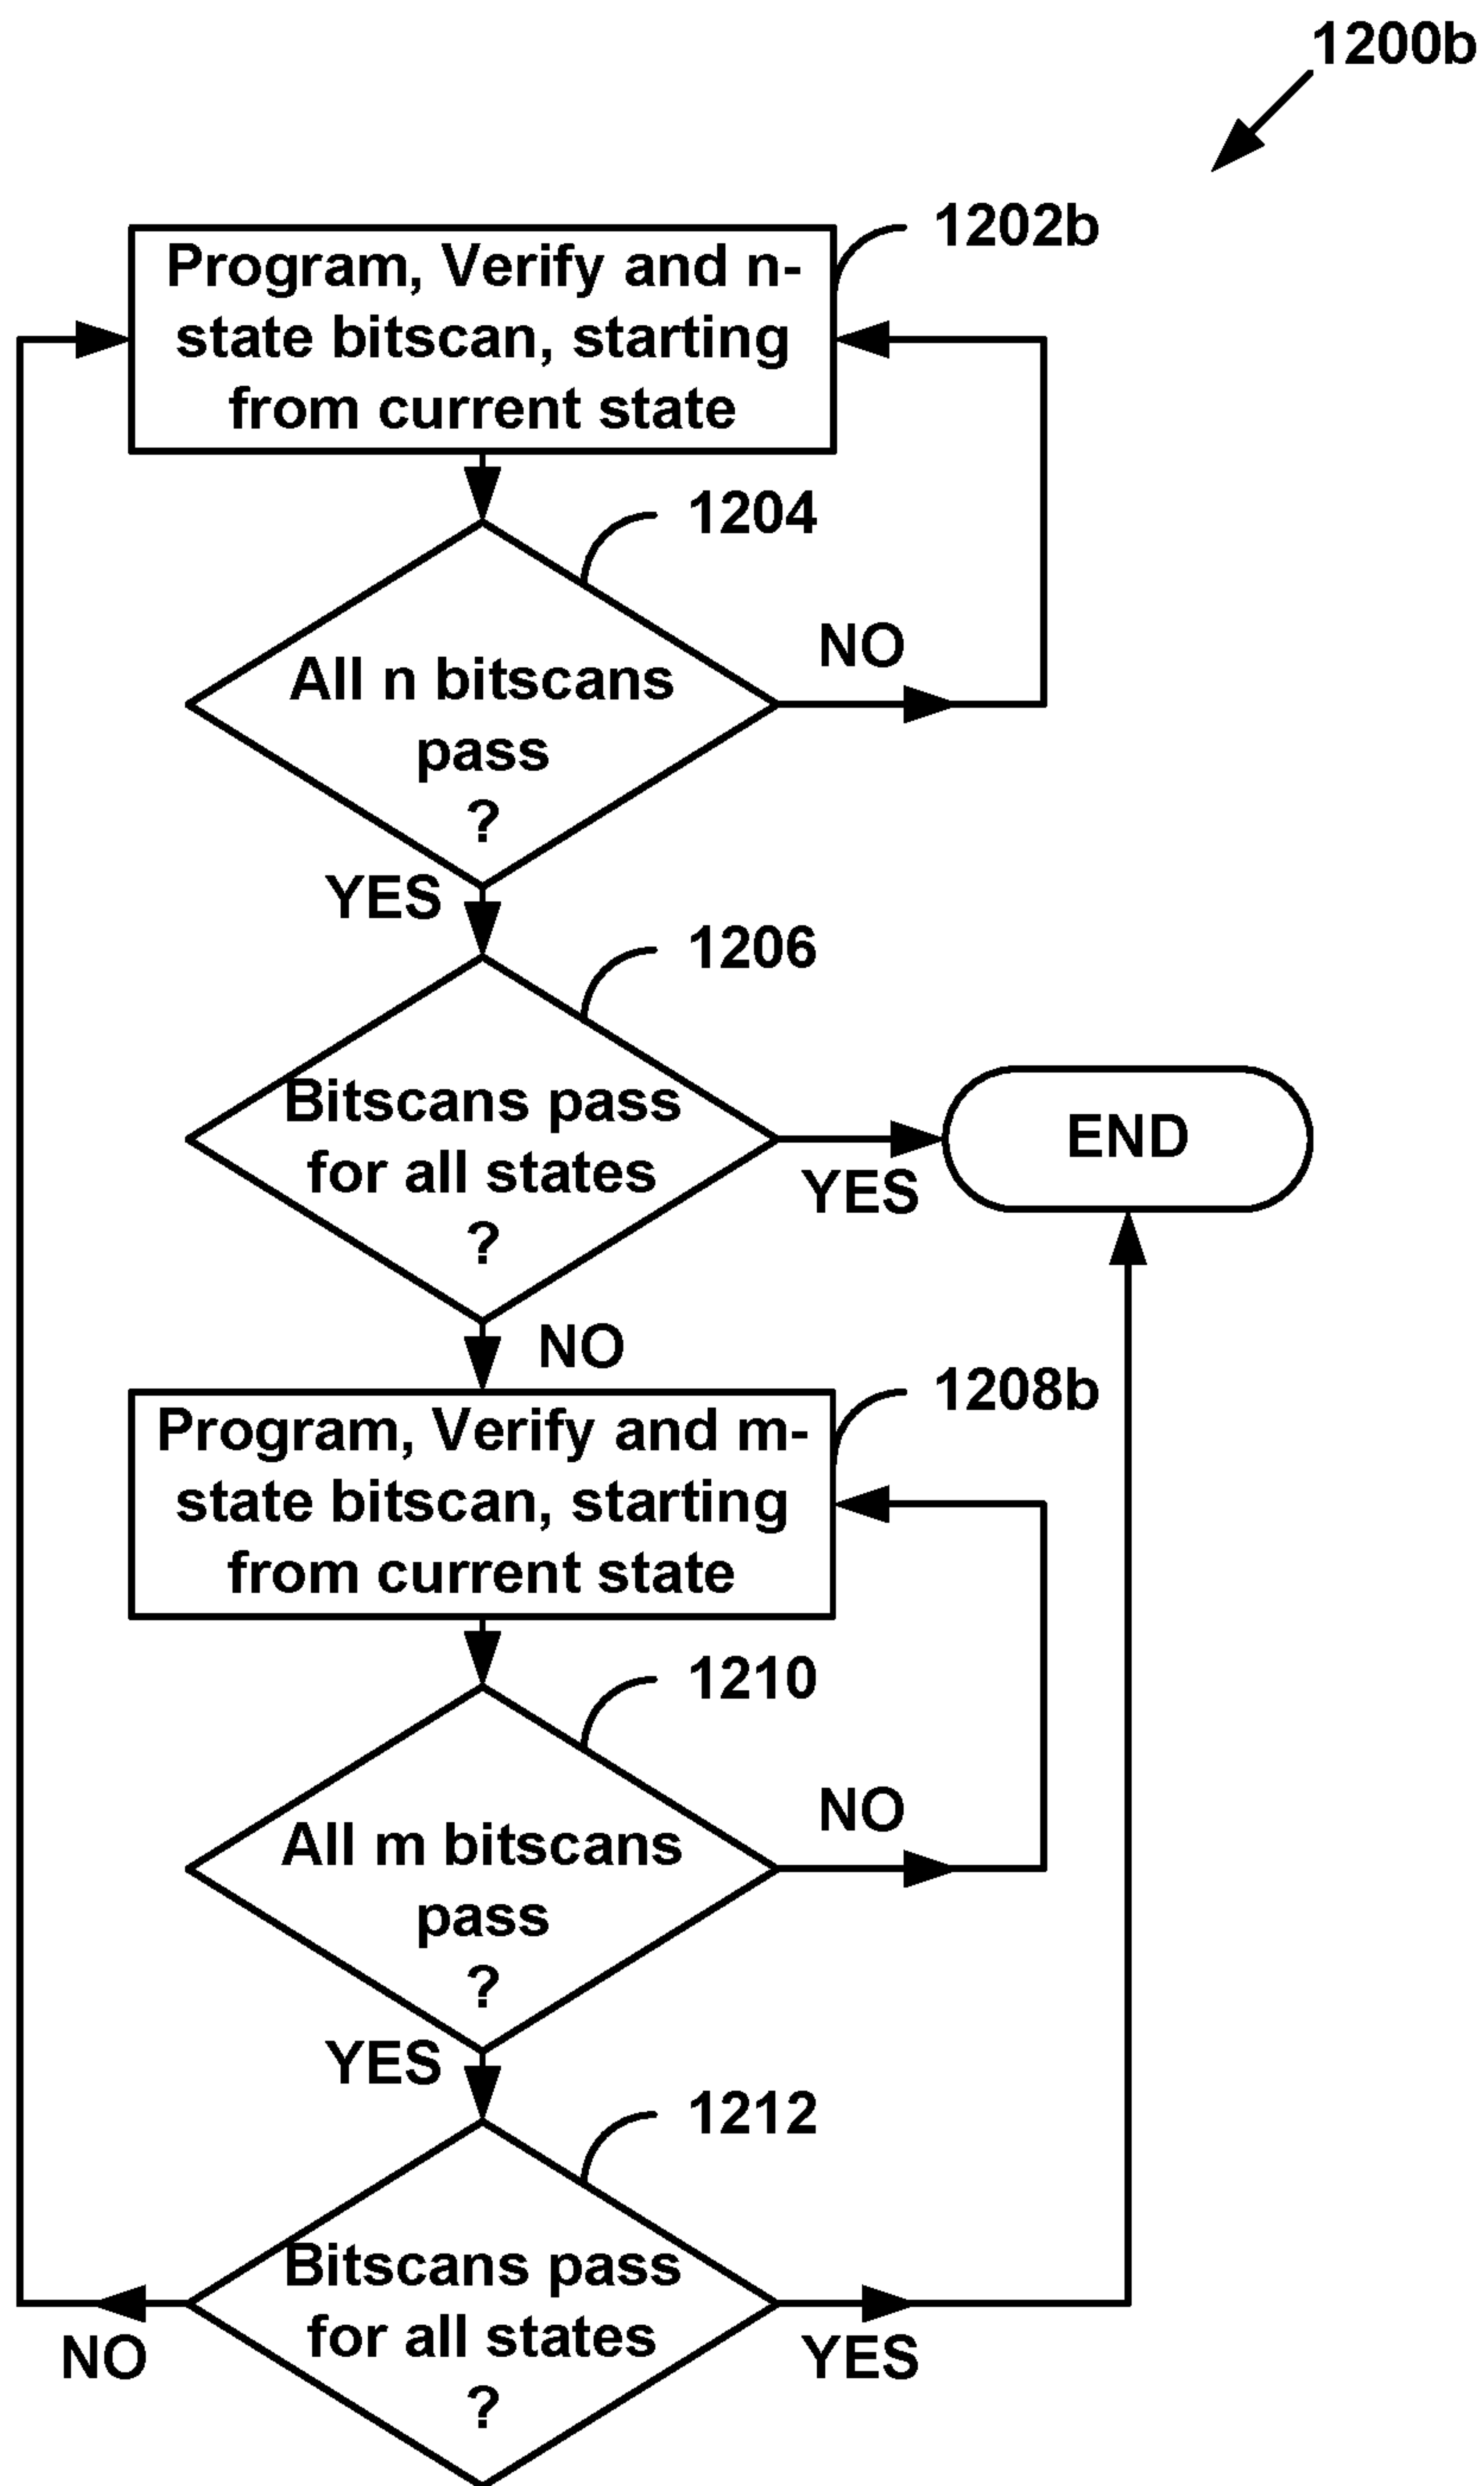 1200b
1202b
Program, Verify and n-
state bitscan, starting
from current state
1204
All n bitscans
pass
?
NO
YES
1206
Bitscans pass
for all states
?
YES
END
NO
1208b
Program, Verify and m-
state bitscan, starting
from current state
1210
All m bitscans
pass
?
NO
YES
1212
Bitscans pass
for all states
?
NO
YES